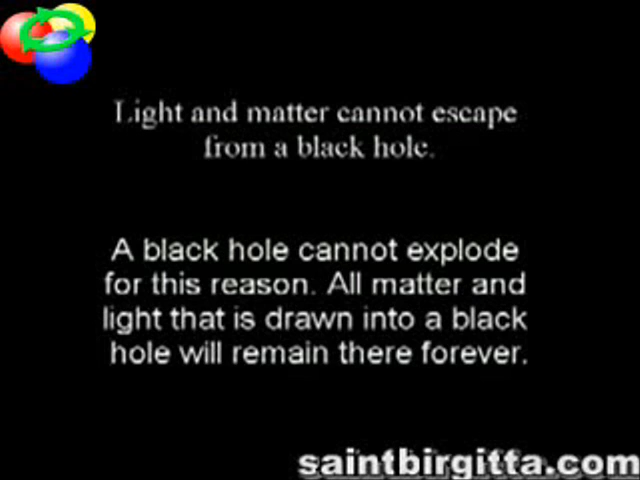 Light and matter cannot escape
from a black hole.
A black hole cannot explode
for this reason. All matter and
light that is drawn into a black
hole will remain there forever.
saintbirgitta.com